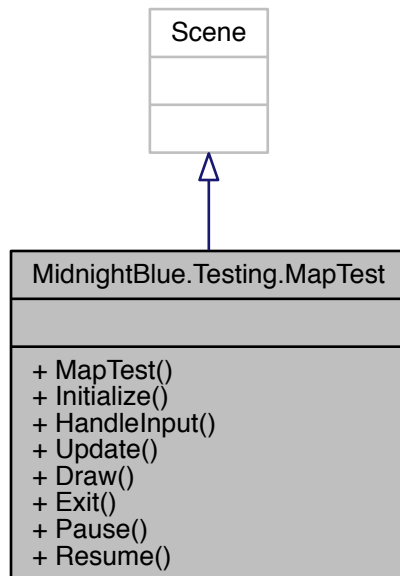 Scene
MidnightBlue.Testing.MapTest
+ MapTest()
+ Initialize()
+ HandleInput()
+ Update()
+ Draw()
+ Exit()
+ Pause()
+ Resume()